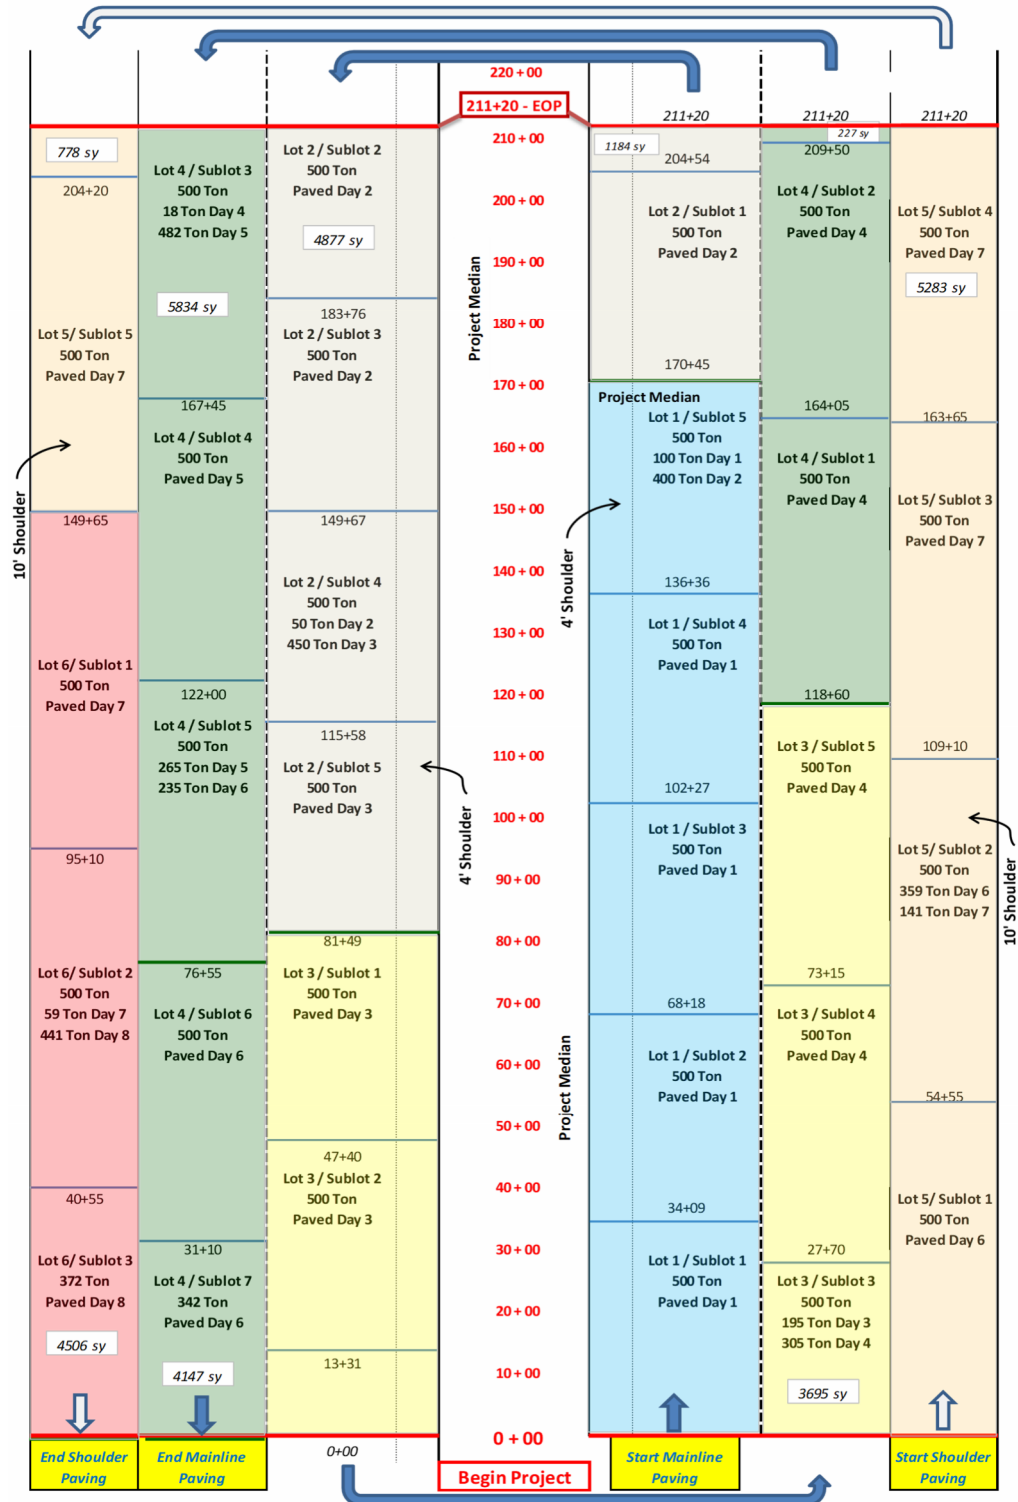 220 + 00
211+20 - EOP
211+20
211+20
211+20
210 + 00
200 + 00
190 + 00
180 + 00
170 + 00
160 + 00
150 + 00
140 + 00
130 + 00
120 + 00
110 + 00
100 + 00
90 + 00
80 + 00
70 + 00
60 + 00
50 + 00
40 + 00
30 + 00
20 + 00
10 + 00
0 + 00
Begin Project
Project Median
Project Median
778 sy
204+20
Lot 5/ Sublot 5
500 Ton
Paved Day 7
10' Shoulder
149+65
Lot 6/ Sublot 1
500 Ton
Paved Day 7
95+10
Lot 6/ Sublot 2
500 Ton
59 Ton Day 7
441 Ton Day 8
40+55
Lot 6/ Sublot 3
372 Ton
Paved Day 8
4506 sy
End Shoulder
Paving
Lot 4 / Sublot 3
500 Ton
18 Ton Day 4
482 Ton Day 5
5834 sy
167+45
Lot 4 / Sublot 4
500 Ton
Paved Day 5
122+00
Lot 4 / Sublot 5
500 Ton
265 Ton Day 5
235 Ton Day 6
76+55
Lot 4 / Sublot 6
500 Ton
Paved Day 6
31+10
Lot 4 / Sublot 7
342 Ton
Paved Day 6
4147 sy
End Mainline
Paving
Lot 2 / Sublot 2
500 Ton
Paved Day 2
4877 sy
183+76
Lot 2 / Sublot 3
500 Ton
Paved Day 2
149+67
Lot 2 / Sublot 4
500 Ton
50 Ton Day 2
450 Ton Day 3
115+58
Lot 2 / Sublot 5
500 Ton
Paved Day 3
4' Shoulder
81+49
Lot 3 / Sublot 1
500 Ton
Paved Day 3
47+40
Lot 3 / Sublot 2
500 Ton
Paved Day 3
13+31
0+00
1184 sy
204+54
Lot 2 / Sublot 1
500 Ton
Paved Day 2
170+45
Project Median
Lot 1 / Sublot 5
500 Ton
100 Ton Day 1
400 Ton Day 2
4' Shoulder
136+36
Lot 1 / Sublot 4
500 Ton
Paved Day 1
102+27
Lot 1 / Sublot 3
500 Ton
Paved Day 1
68+18
Lot 1 / Sublot 2
500 Ton
Paved Day 1
34+09
Lot 1 / Sublot 1
500 Ton
Paved Day 1
Start Mainline
Paving
227 sy
209+50
Lot 4 / Sublot 2
500 Ton
Paved Day 4
164+05
Lot 4 / Sublot 1
500 Ton
Paved Day 4
118+60
Lot 3 / Sublot 5
500 Ton
Paved Day 4
73+15
Lot 3 / Sublot 4
500 Ton
Paved Day 4
27+70
Lot 3 / Sublot 3
500 Ton
195 Ton Day 3
305 Ton Day 4
3695 sy
Lot 5/ Sublot 4
500 Ton
Paved Day 7
5283 sy
163+65
Lot 5/ Sublot 3
500 Ton
Paved Day 7
109+10
Lot 5/ Sublot 2
500 Ton
359 Ton Day 6
141 Ton Day 7
10' Shoulder
54+55
Lot 5/ Sublot 1
500 Ton
Paved Day 6
Start Shoulder
Paving